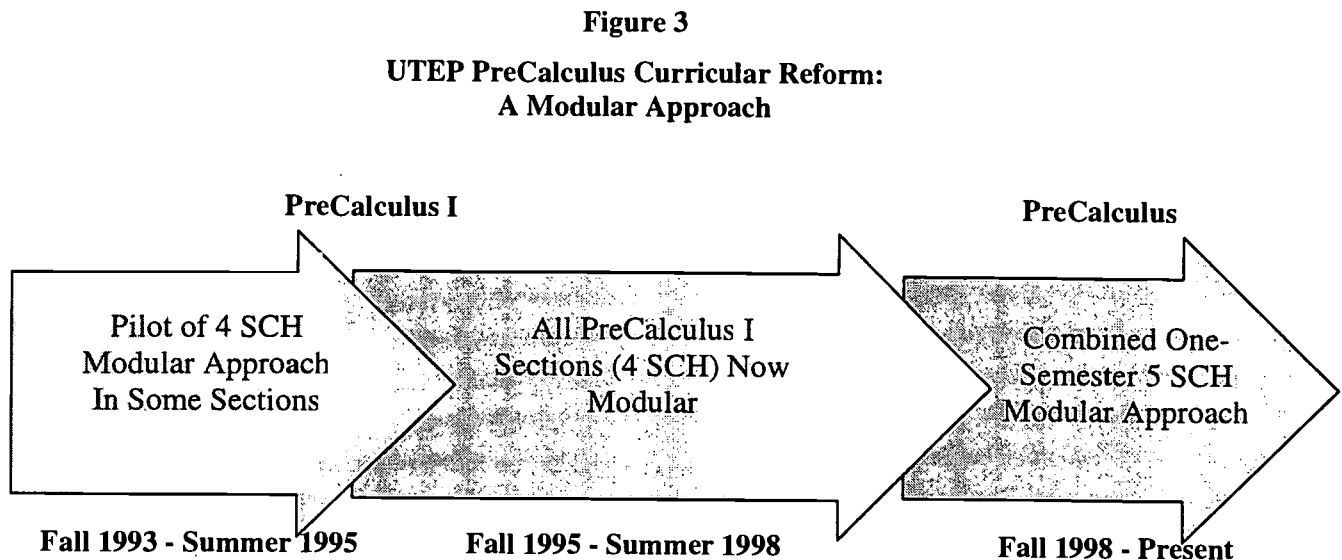 Figure 3
UTEP PreCalculus Curricular Reform:
A Modular Approach
PreCalculus I
PreCalculus
Pilot of 4 SCH
Modular Approach
In Some Sections
All PreCalculus I
Sections (4 SCH) Now
Modular
Combined One-
Semester 5 SCH
Modular Approach
Fall 1993 - Summer 1995
Fall 1995 - Summer 1998
Fall 1998 - Present